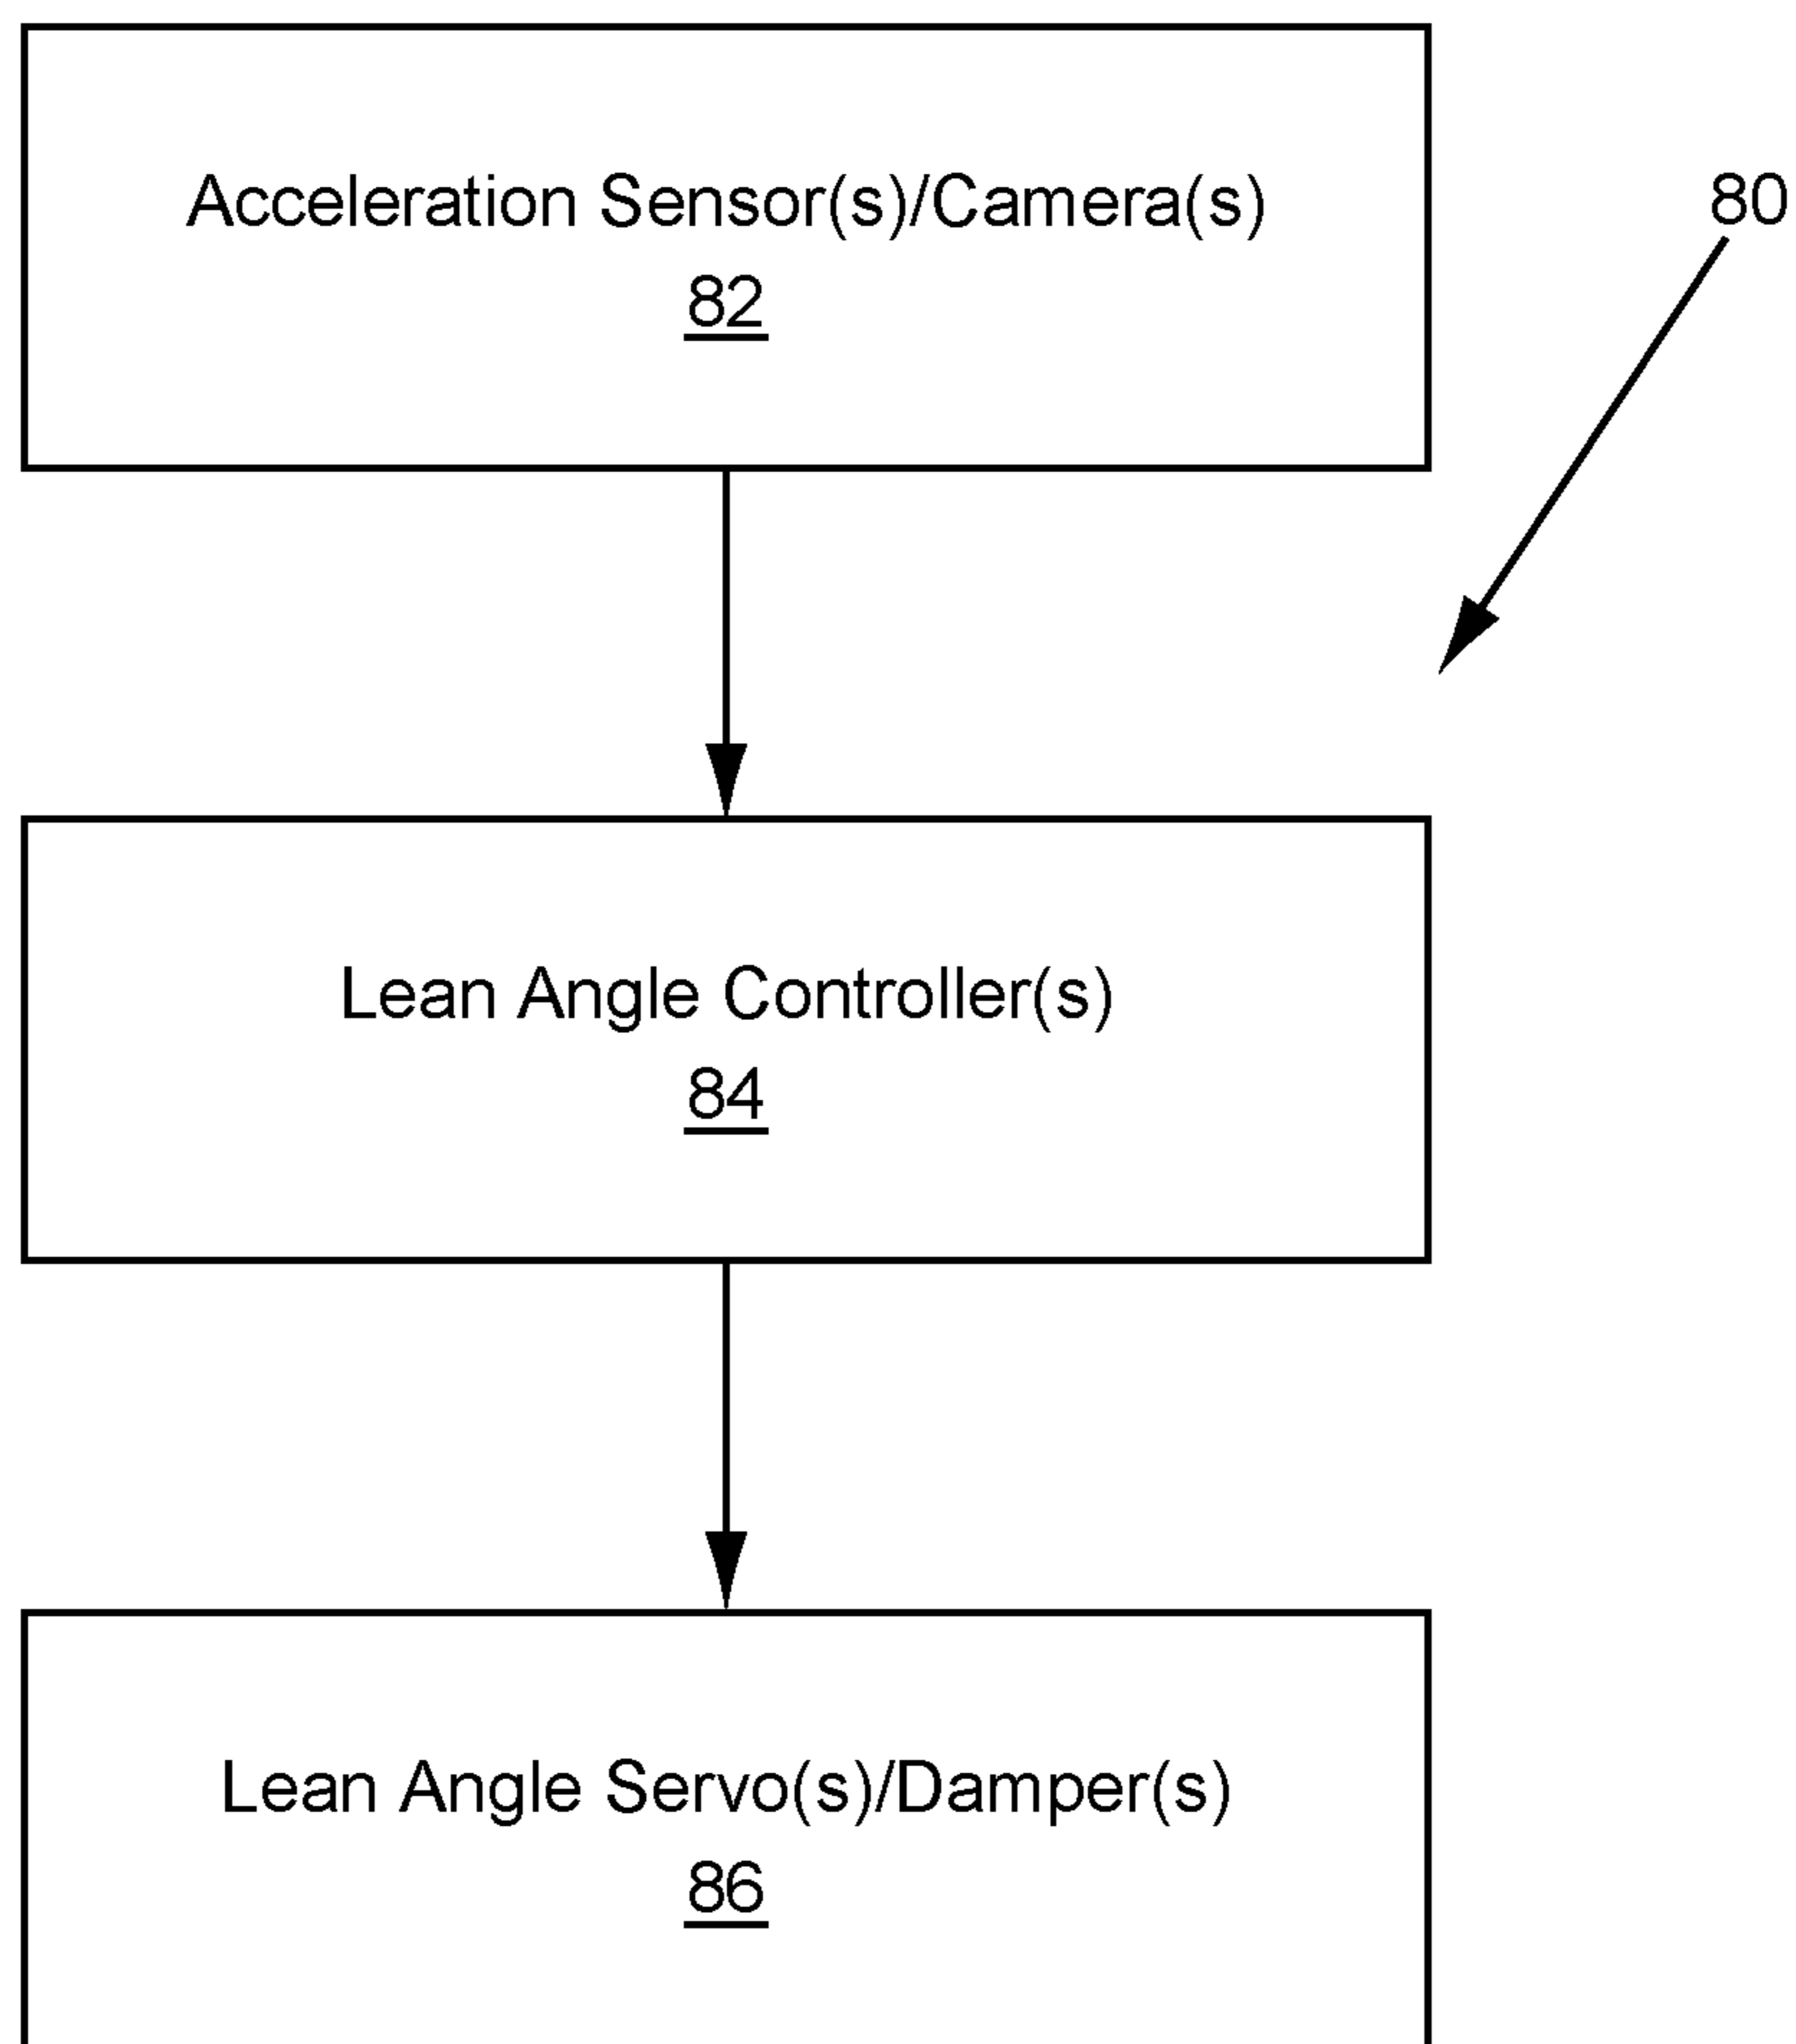 Acceleration Sensor(s)/Camera(s)
82
80
Lean Angle Controller(s)
84
Lean Angle Servo(s)/Damper(s)
86